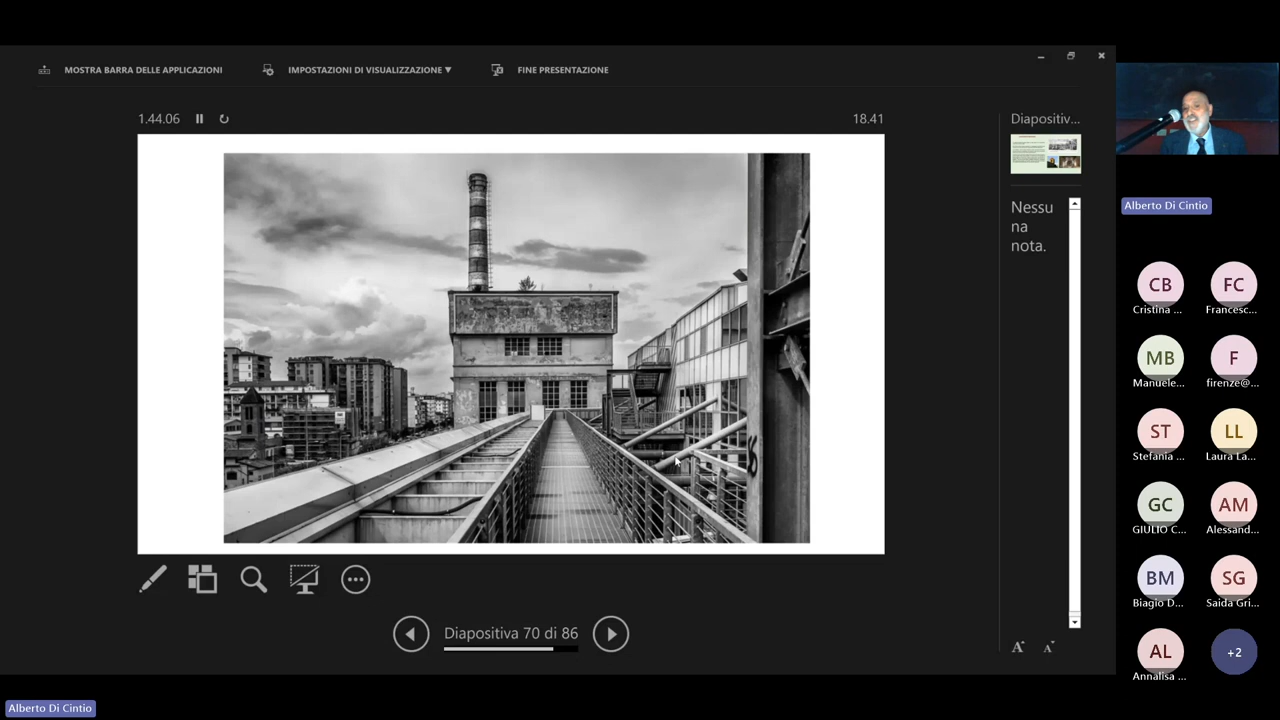 MOSTRA BARRA DELLE APPLICAZIONI
IMPOSTAZIONI DI VISUALIZZAZIONE ▼
FINE PRESENTAZIONE
1.44.06
18.41
Diapositiv...
Nessu
na
nota.
Diapositiva 70 di 86
A A
Alberto Di Cintio
CB FC
Cristina ... Francesc...
MB F
Manuele... firenze@...
ST LL
Stefania ... Laura La...
GC AM
GIULIO C... Alessand...
BM SG
Biagio D... Saida Gri...
AL +2
Annalisa ...
Alberto Di Cintio